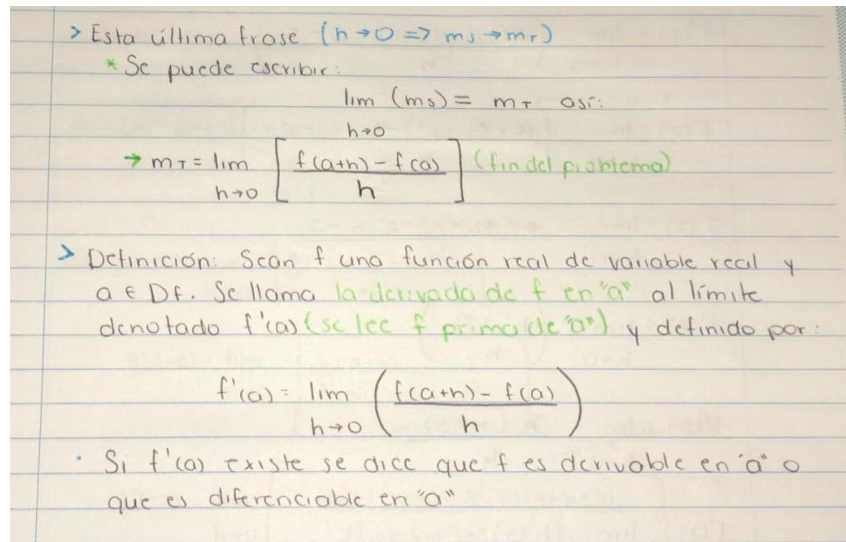 > Esta última frase (h→0 => ms→mT)
* Se puede escribir:
lim (ms) = mT así:
h→0
→ mT = lim [ f(a+h) - f(a) / h ] (fin del problema)
h→0
> Definición: Sean f una función real de variable real y
a ∈ Df. Se llama la derivada de f en "a" al límite
denotado f'(a) (se lee f prima de "a") y definido por:
f'(a) = lim ( f(a+h) - f(a) / h )
h→0
· Si f'(a) existe se dice que f es derivable en "a" o
que es diferenciable en "a"